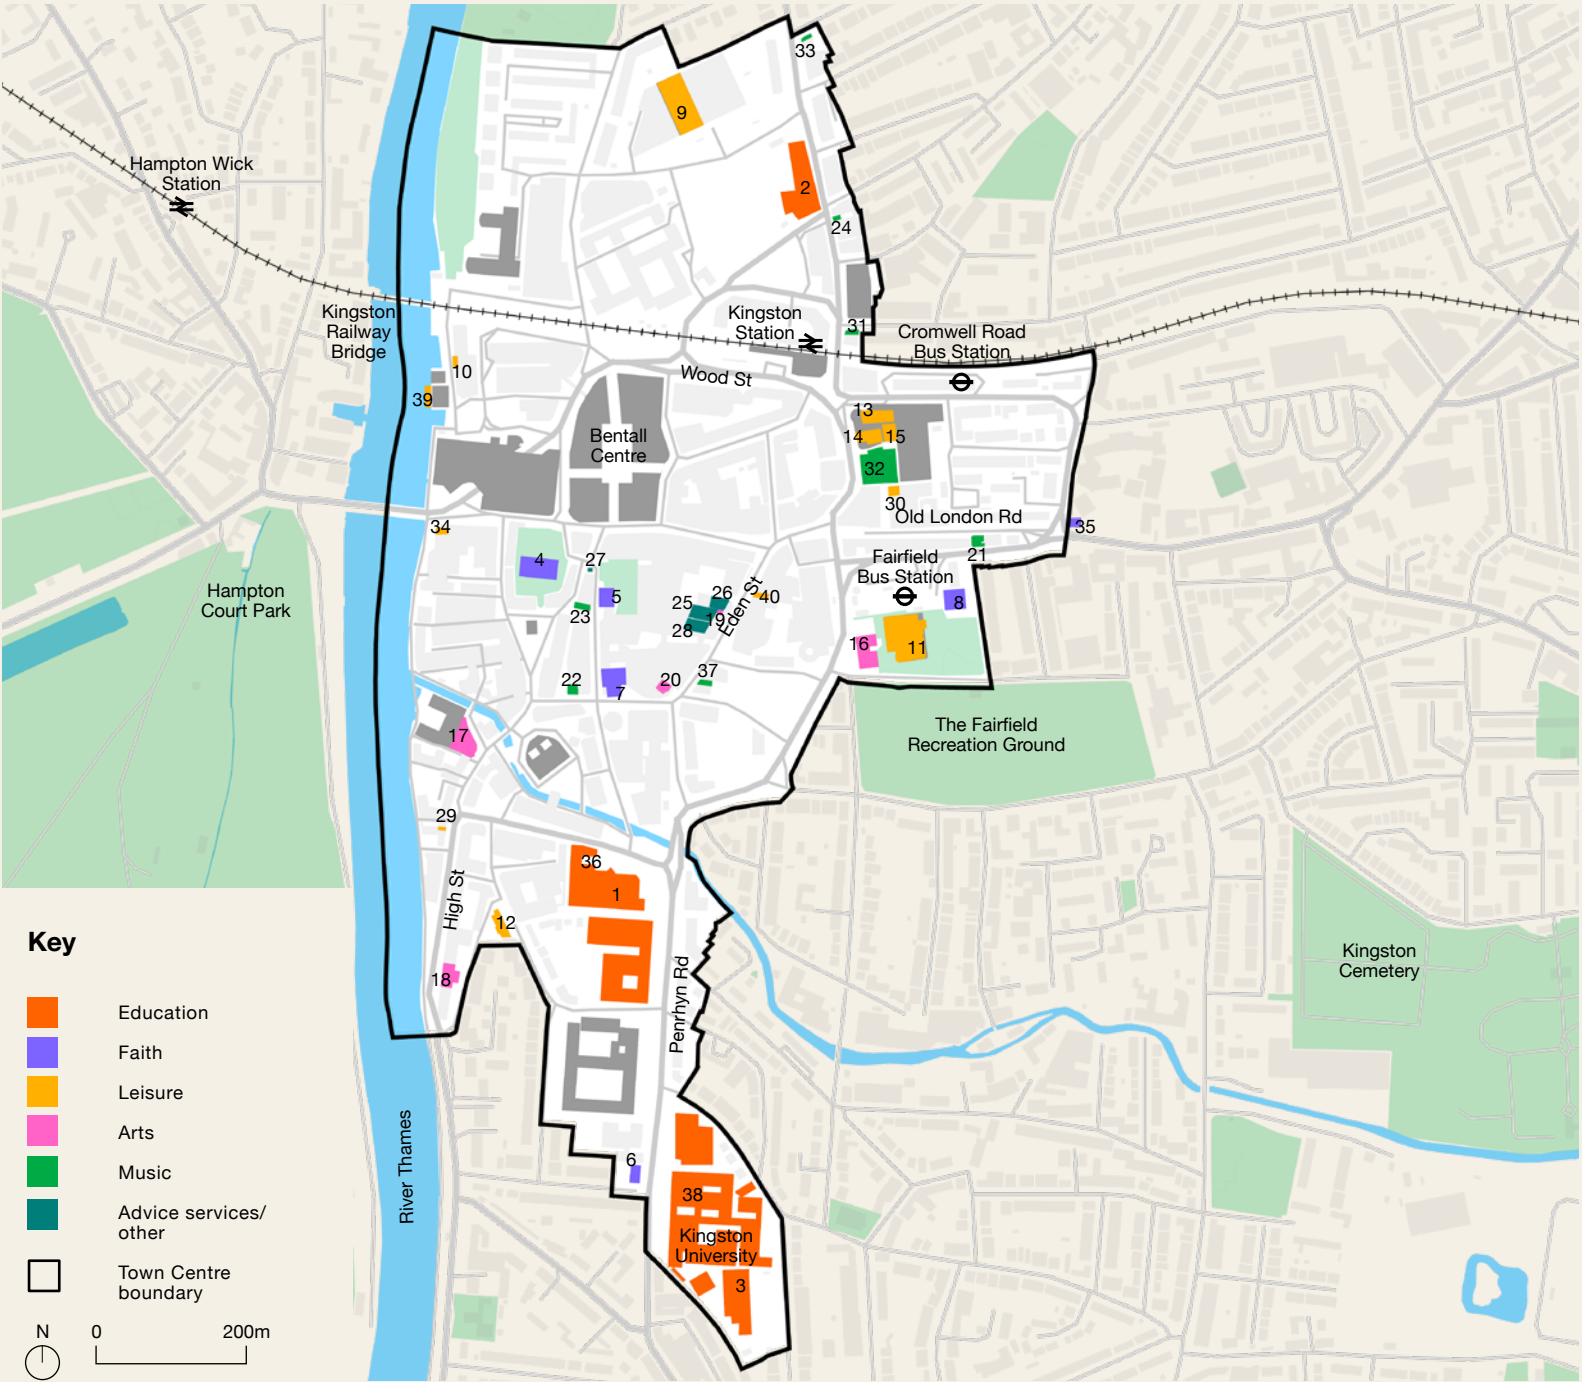 33
9
Hampton Wick
Station
2
24
Kingston
Railway
Bridge
Kingston
Station
31
Cromwell Road
Bus Station
10
Wood St
39
13
14
15
Bentall
Centre
32
30
Old London Rd
34
35
21
4
27
Fairfield
Bus Station
Hampton
Court Park
5
26
40
25
8
23
19
Eden St
28
16
11
22
7
20
37
17
The Fairfield
Recreation Ground
29
36
1
High St
12
18
Penrhyn Rd
Kingston
Cemetery
Key
Education
Faith
Leisure
Arts
Music
Advice services/
other
Town Centre
boundary
N
0
200m
River Thames
6
38
Kingston
University
3